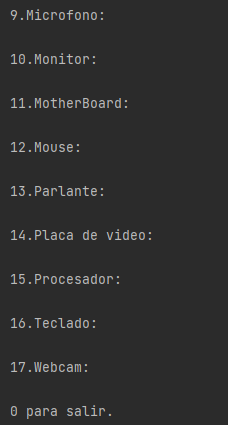 9.Microfono:
10.Monitor:
11.MotherBoard:
12.Mouse:
13.Parlante:
14.Placa de video:
15.Procesador:
16.Teclado:
17.Webcam:
0 para salir.